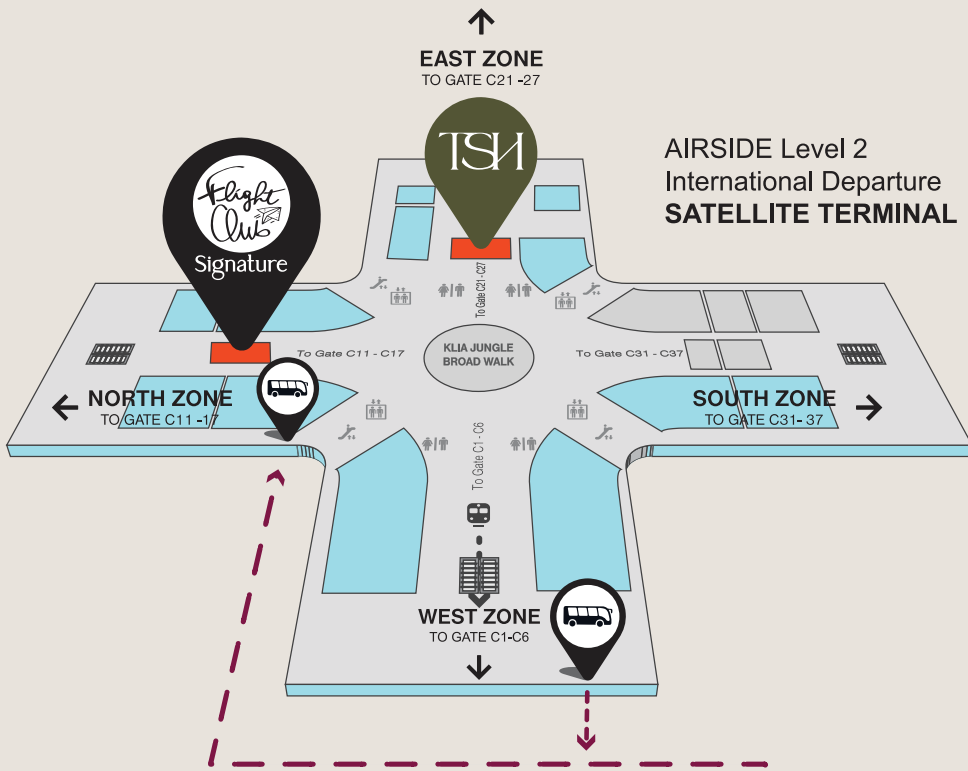 EAST ZONE
TO GATE C21 -27
TSH
AIRSIDE Level 2
International Departure
SATELLITE TERMINAL
Flight
Club
Signature
To Gate C21 - C27
To Gate C11 - C17
KLIA JUNGLE
BROAD WALK
To Gate C31 - C37
NORTH ZONE
TO GATE C11 -17
SOUTH ZONE
TO GATE C31- 37
To Gate C1 - C6
WEST ZONE
TO GATE C1-C6